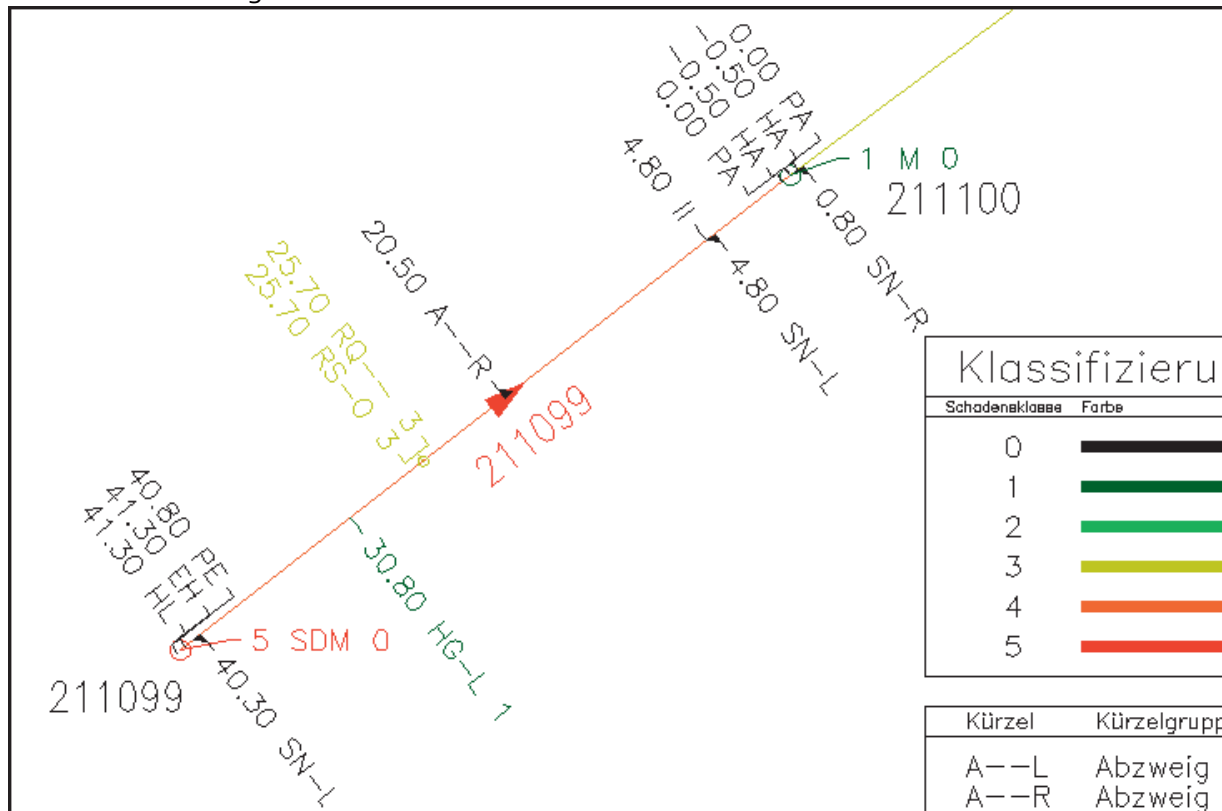 0.00 PA
-0.50 HA
-0.50 HA
0.00 PA
1 M 0
211100
0.80 SN-R
4.80 II
4.80 SN-L
20.50 A---R
25.70 RQ--- 3
25.70 RS-O 3
211099
30.80 HG-L 1
40.80 PE
41.30 EH
41.30 HL
5 SDM 0
211099
40.30 SN-L
Klassifizieru
Schadensklasse Farbe
0
1
2
3
4
5
Kürzel Kürzelgrupp
A--L Abzweig
A--R Abzweig